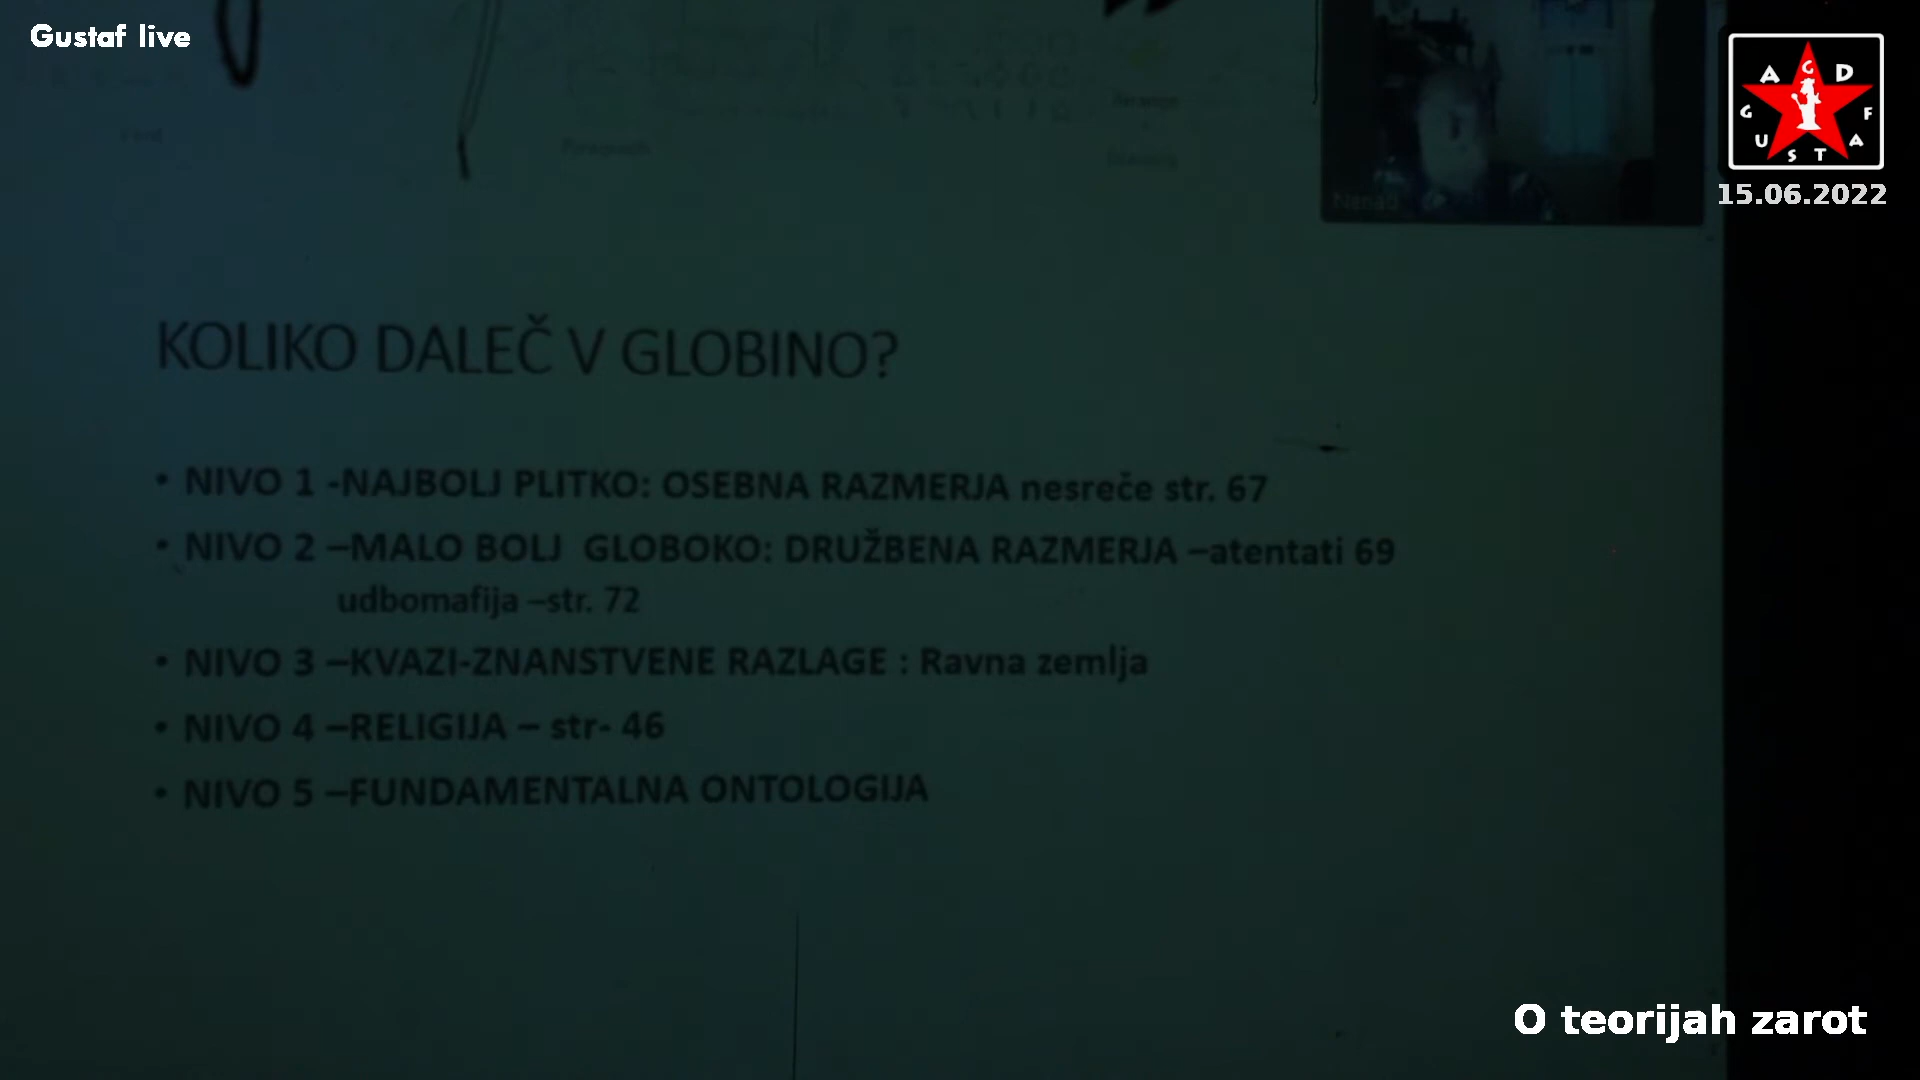 Gustaf live
A G D
G F
U A
S T
15.06.2022
KOLIKO DALEČ V GLOBINO?
• NIVO 1 -NAJBOLJ PLITKO: OSEBNA RAZMERJA nesreče str. 67
• NIVO 2 –MALO BOLJ GLOBOKO: DRUŽBENA RAZMERJA –atentati 69
udbomafija –str. 72
• NIVO 3 –KVAZI-ZNANSTVENE RAZLAGE : Ravna zemlja
• NIVO 4 –RELIGIJA – str- 46
• NIVO 5 –FUNDAMENTALNA ONTOLOGIJA
O teorijah zarot